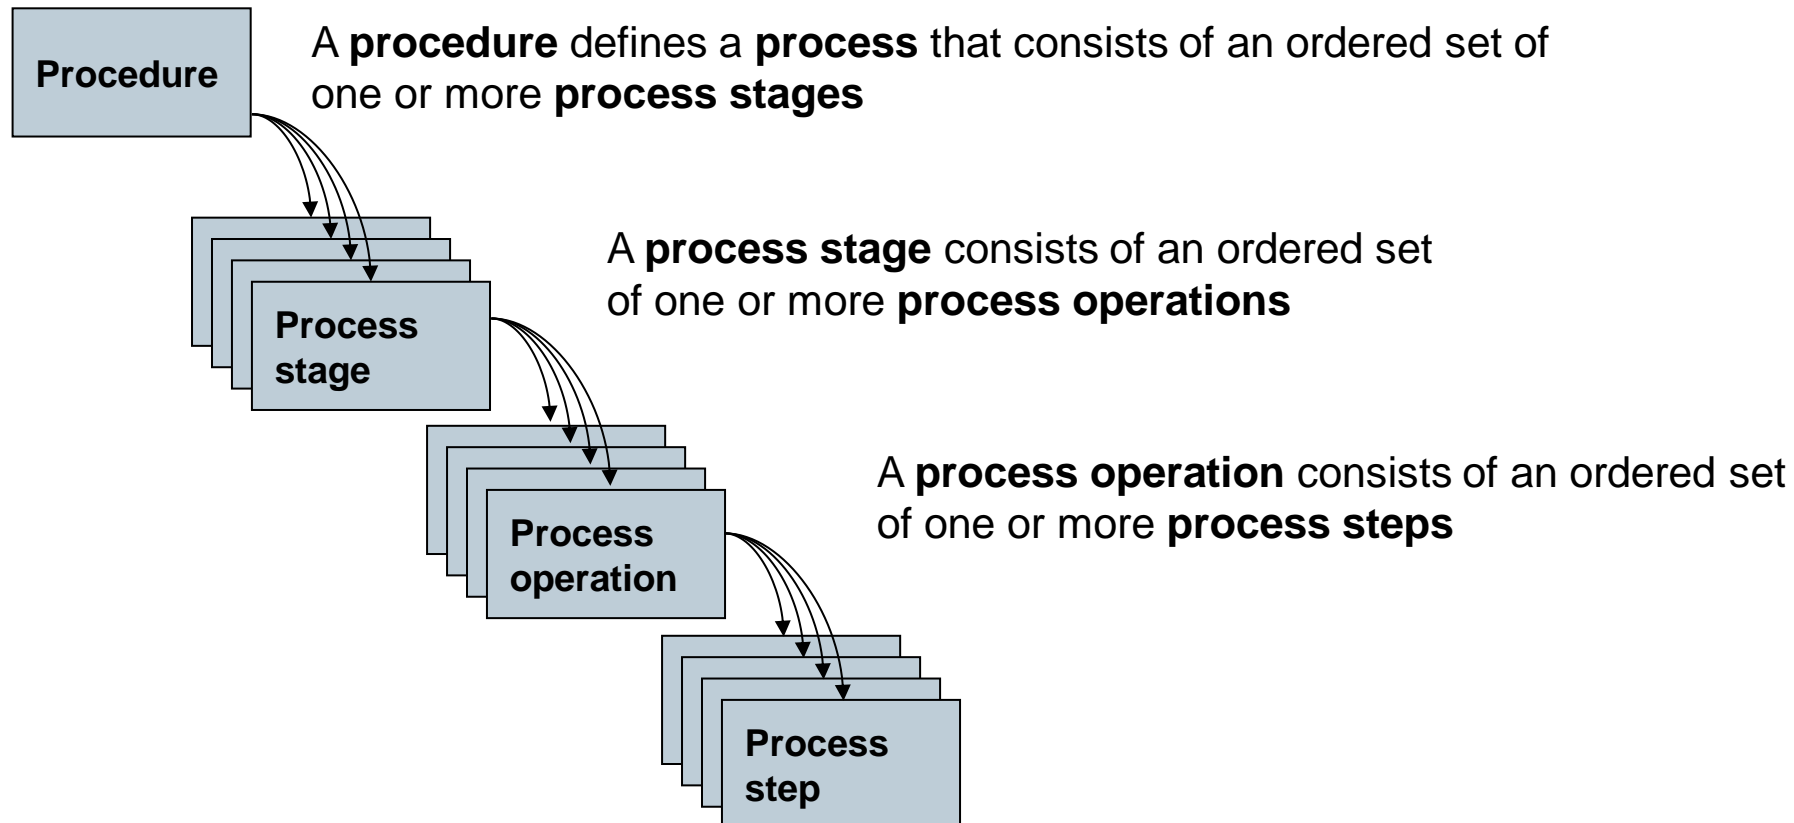 Procedure
A procedure defines a process that consists of an ordered set of
one or more process stages
A process stage consists of an ordered set
of one or more process operations
Process
stage
A process operation consists of an ordered set
of one or more process steps
Process
operation
Process
step